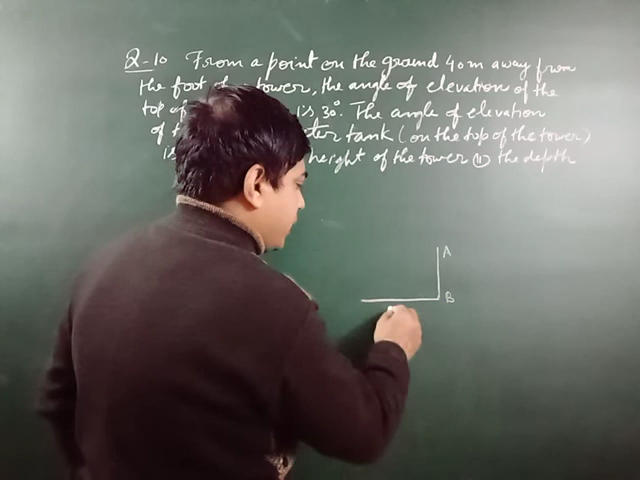 Q-10 From a point on the ground 40m away from
the foot of a tower, the angle of elevation of the
top of is 30°. The angle of elevation
of tank (on the top of the tower)
is height of the tower (ii) the depth
A
B